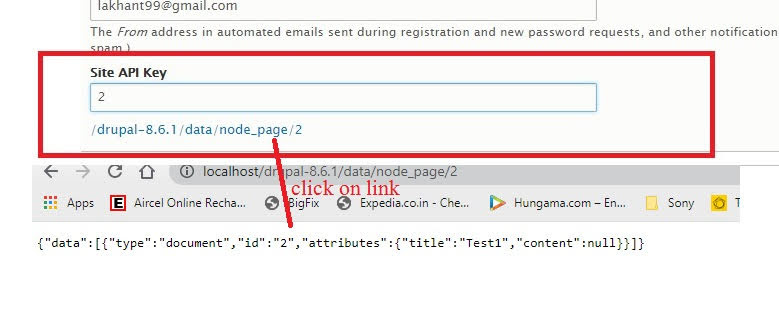 lakhant99@gmail.com
The From address in automated emails sent during registration and new password requests, and other notification
spam.)
Site API Key
2
/drupal-8.6.1/data/node_page/2
localhost/drupal-8.6.1/data/node_page/2
click on link
Apps Aircel Online Recha... BigFix Expedia.co.in - Che... Hungama.com – En... Sony
{"data":[{"type":"document","id":"2","attributes":{"title":"Test1","content":null}}]}